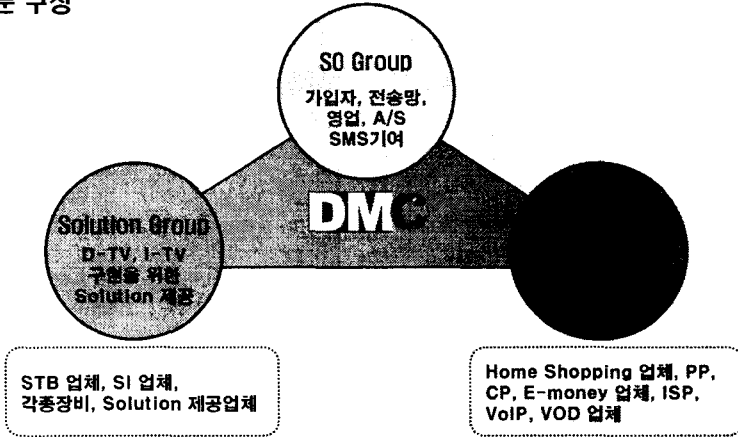 구성
SO Group
가입자, 전송망,
영업, A/S
SMS기여
DMC
Solution Group
D-TV, I-TV
구현을 위한
Solution 제공
STB 업체, SI 업체,
각종장비, Solution 제공업체
Home Shopping 업체, PP,
CP, E-money 업체, ISP,
VoIP, VOD 업체